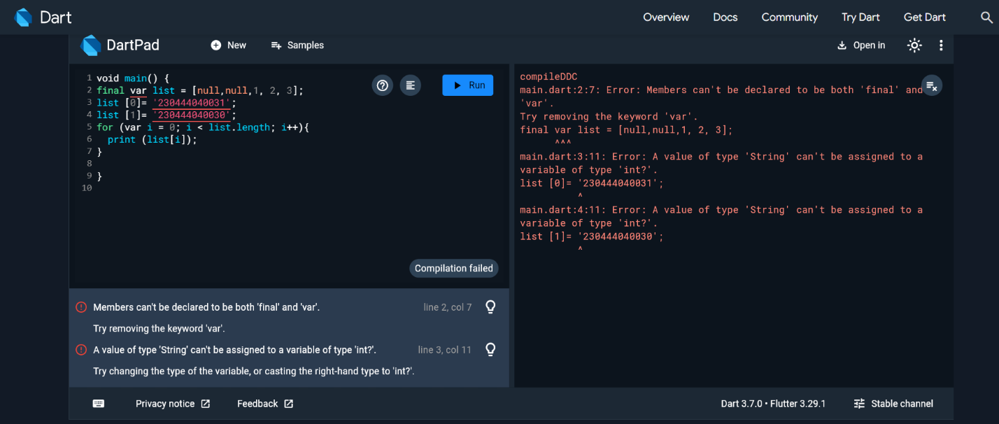 Dart
Overview
Docs
Community
Try Dart
Get Dart
DartPad
New
Samples
Open in
1 void main() {
2 final var list = [null,null,1, 2, 3];
3 list [0]= '230444040031';
4 list [1]= '230444040030';
5 for (var i = 0; i < list.length; i++){
6   print (list[i]);
7 }
8
9 }
10
Run
Compilation failed
compileDDC
main.dart:2:7: Error: Members can't be declared to be both 'final' and
'var'.
Try removing the keyword 'var'.
final var list = [null,null,1, 2, 3];
      ^^^
main.dart:3:11: Error: A value of type 'String' can't be assigned to a
variable of type 'int?'.
list [0]= '230444040031';
          ^
main.dart:4:11: Error: A value of type 'String' can't be assigned to a
variable of type 'int?'.
list [1]= '230444040030';
          ^
Members can't be declared to be both 'final' and 'var'. line 2, col 7
Try removing the keyword 'var'.
A value of type 'String' can't be assigned to a variable of type 'int?'. line 3, col 11
Try changing the type of the variable, or casting the right-hand type to 'int?'.
Privacy notice
Feedback
Dart 3.7.0 • Flutter 3.29.1
Stable channel